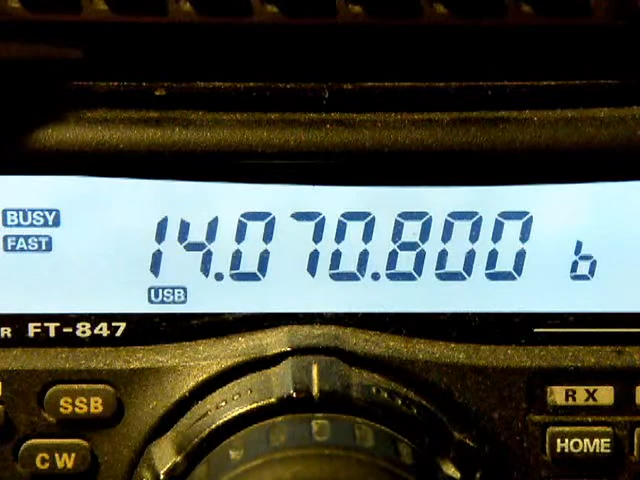 BUSY
FAST
14.070.800 b
USB
R FT-847
SSB
RX
CW
HOME